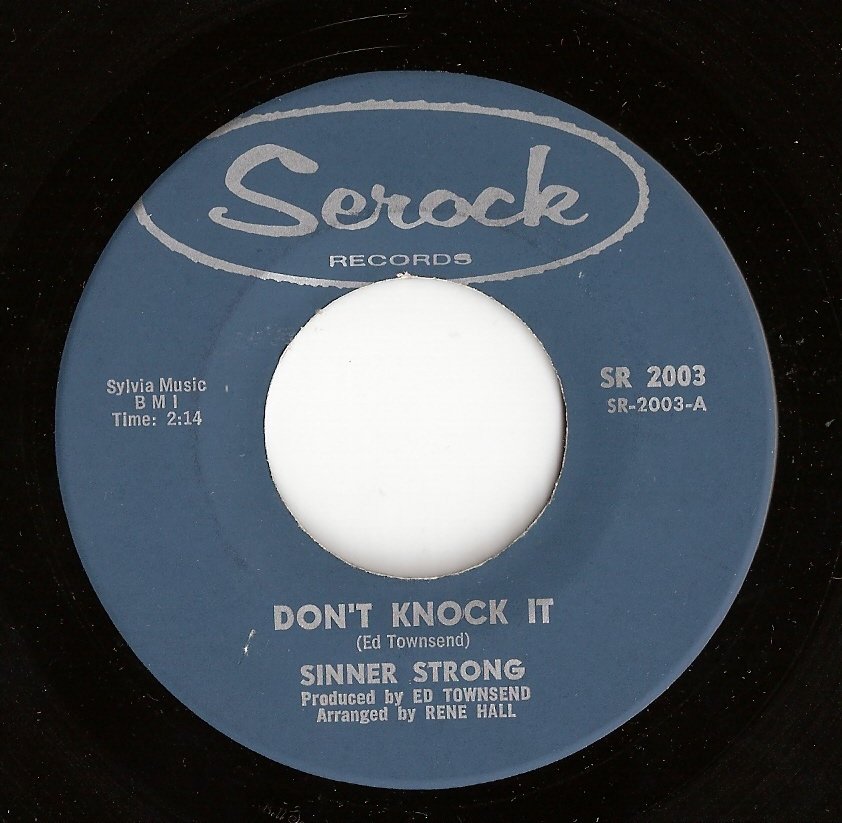 Serock
RECORDS
Sylvia Music
B M I
Time: 2:14
SR 2003
SR-2003-A
DON'T KNOCK IT
(Ed Townsend)
SINNER STRONG
Produced by ED TOWNSEND
Arranged by RENE HALL